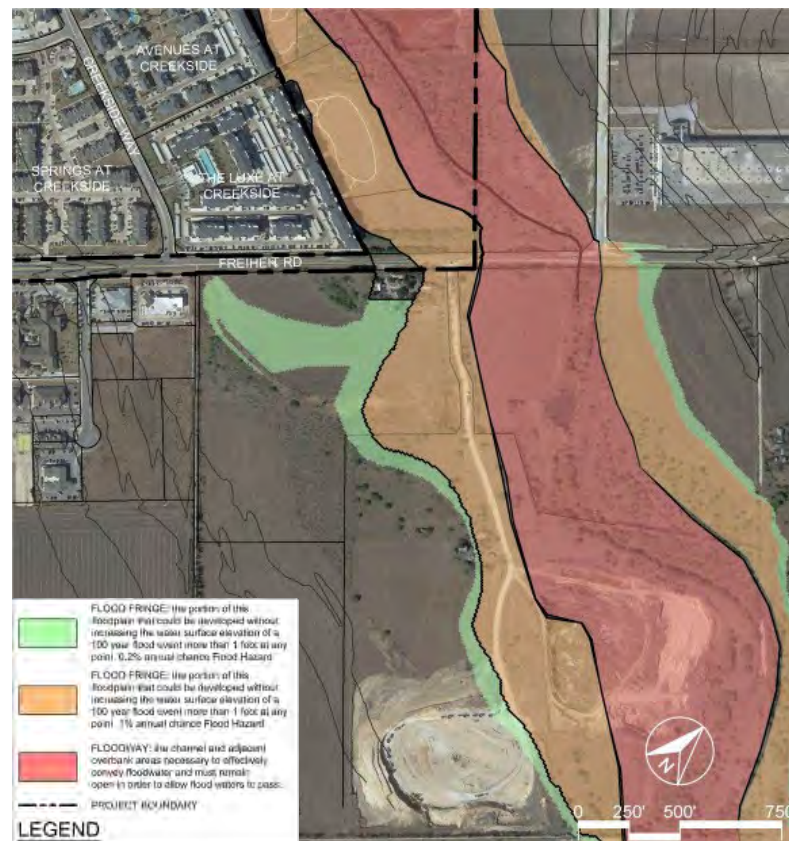 AVENUES AT
CREEKSIDE
CREEKSIDE WAY
SPRINGS AT
CREEKSIDE
THE LUXE AT
CREEKSIDE
FREIHEIT RD
FLOOD FRINGE: the portion of this
floodplain that could be developed without
increasing the water surface elevation of a
100 year flood event more than 1 foot at any
point. 0.2% annual chance Flood Hazard
FLOOD FRINGE: the portion of this
floodplain that could be developed without
increasing the water surface elevation of a
100 year flood event more than 1 foot at any
point. 1% annual chance Flood Hazard
FLOODWAY: the channel and adjacent
overbank areas necessary to effectively
convey floodwater and must remain
open in order to allow flood waters to pass.
PROJECT BOUNDARY
LEGEND
N
0 250' 500' 750